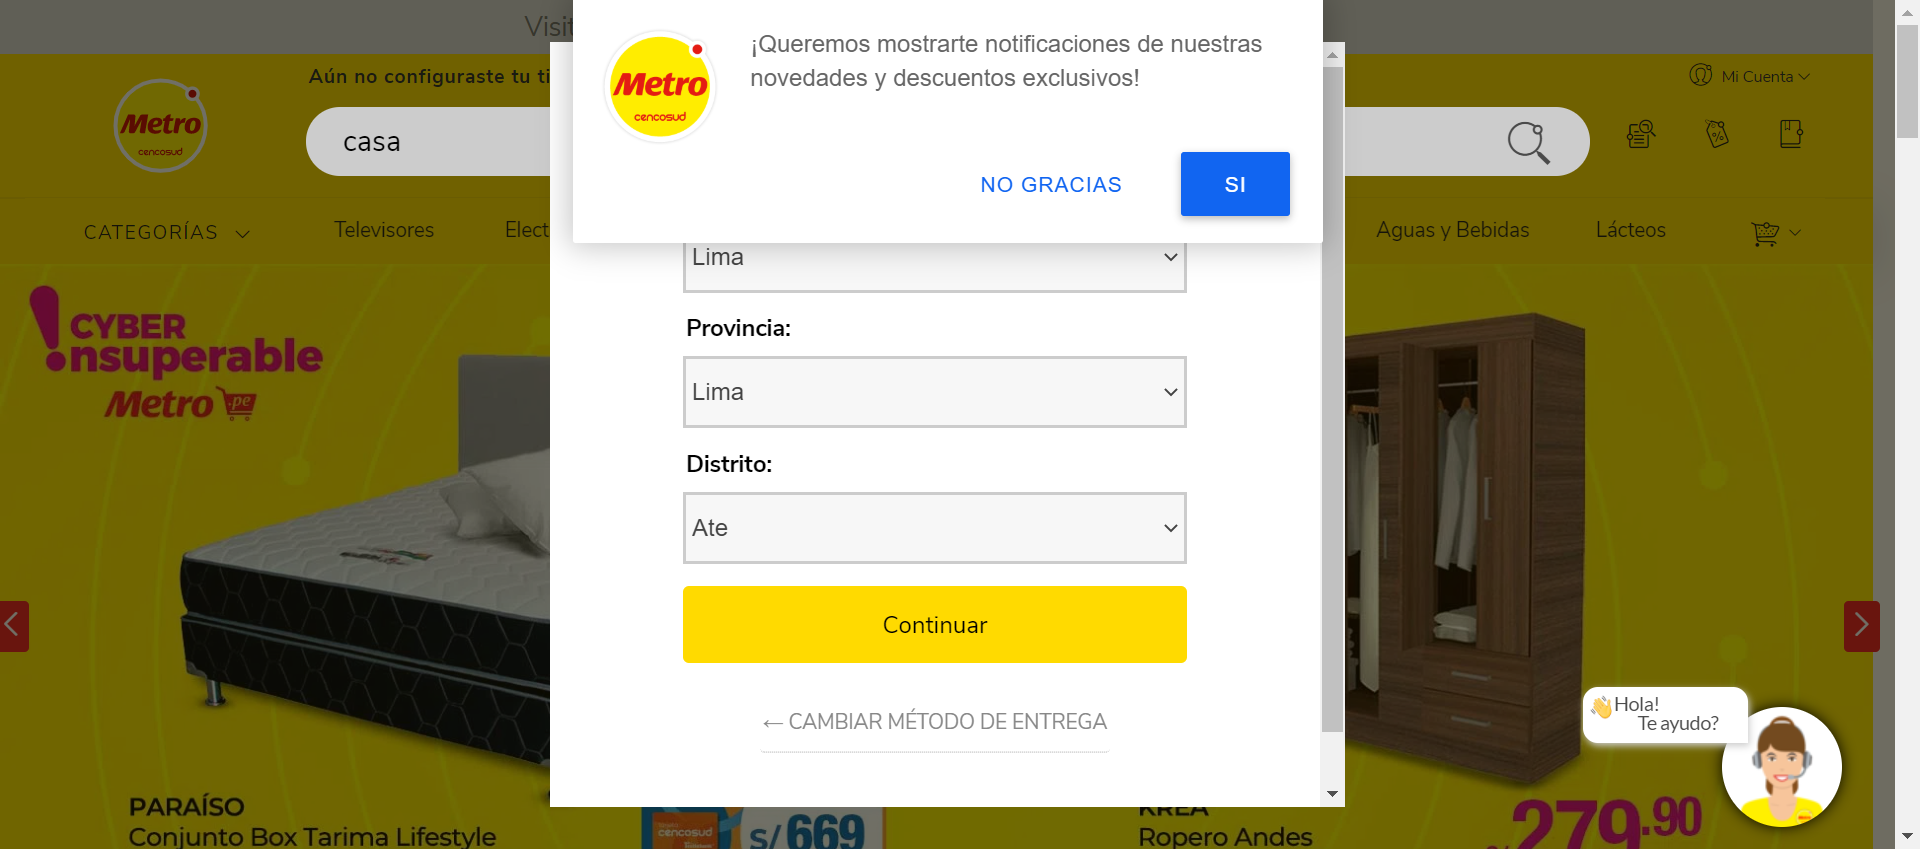 Visit
¡Queremos mostrarte notificaciones de nuestras
novedades y descuentos exclusivos!
Metro
cencosud
NO GRACIAS
SI
Aún no configuraste tu ti
Mi Cuenta
Metro
cencosud
casa
CATEGORÍAS
Televisores
Elect
Aguas y Bebidas
Lácteos
Lima
Provincia:
Lima
Distrito:
Ate
Continuar
← CAMBIAR MÉTODO DE ENTREGA
CYBER
!nsuperable
Metro .pe
Hola!
Te ayudo?
PARAÍSO
Conjunto Box Tarima Lifestyle
cencosud
S/ 669
KREA
Ropero Andes
279.90